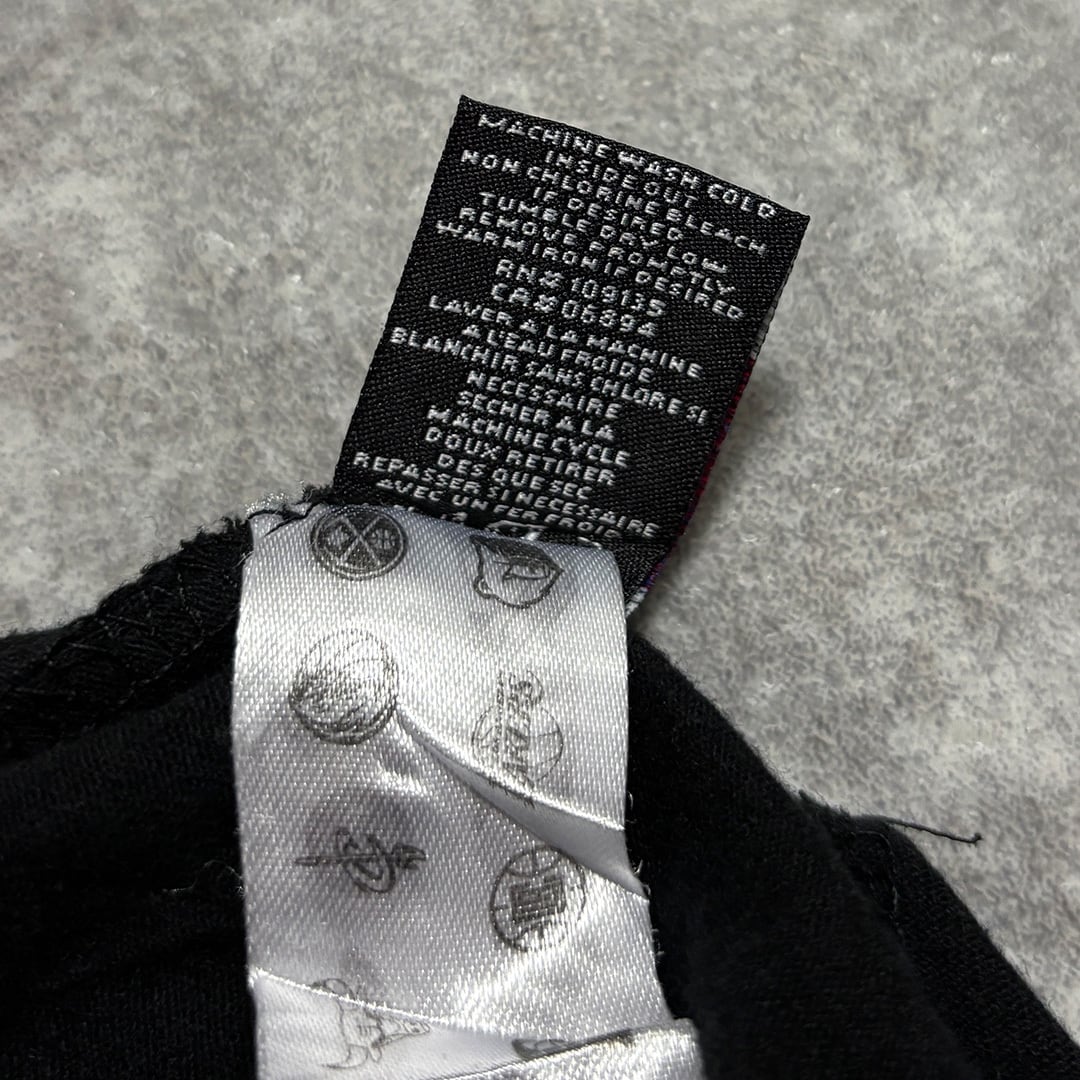 MACHINE WASH COLD
INSIDE OUT
NON CHLORINE BLEACH
IF DESIRED
TUMBLE DRY LOW
REMOVE PROMPTLY
WARM IRON IF DESIRED
RN# 109135
CA# 06894
LAVER A LA MACHINE
A L'EAU FROIDE
BLANCHIR SANS CHLORE SI
NECESSAIRE
SECHER A LA
MACHINE CYCLE
DOUX RETIRER
DES QUE SEC
REPASSER SI NECESSAIRE
AVEC UN FER FROID